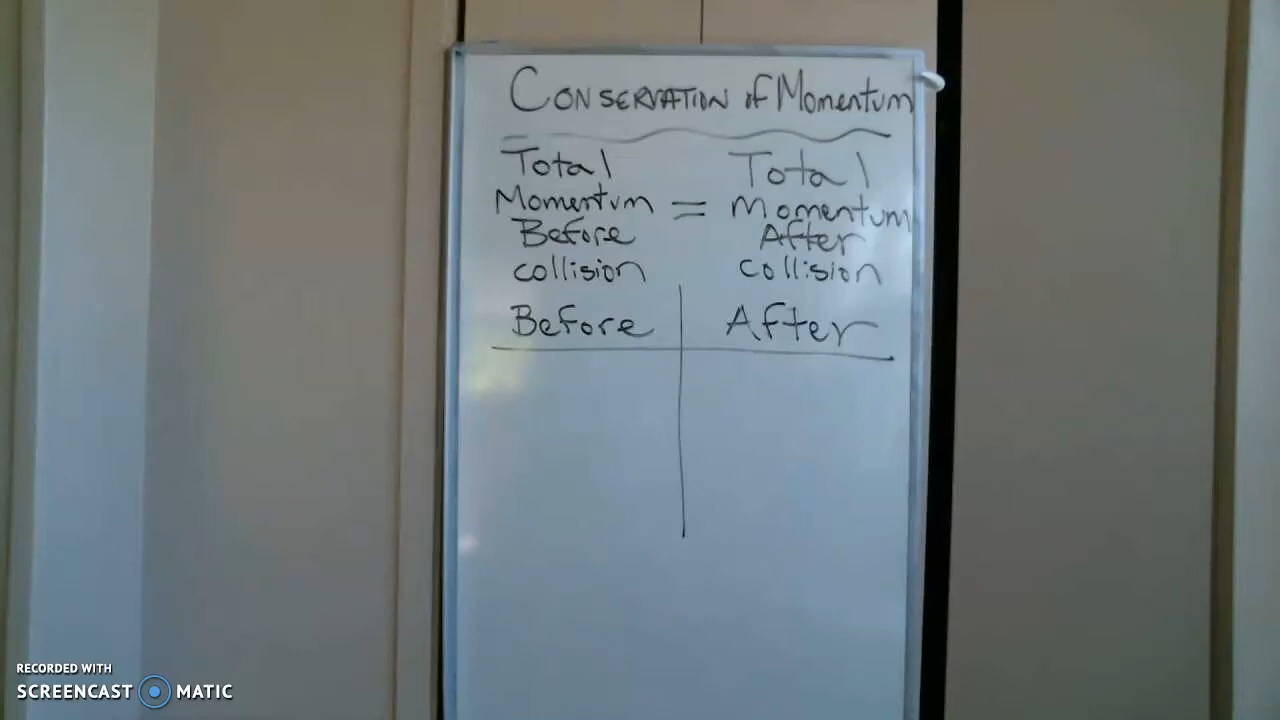 Conservation of Momentum
Total
Momentum
Before
collision
=
Total
Momentum
After
collision
Before
After
RECORDED WITH
SCREENCAST MATIC